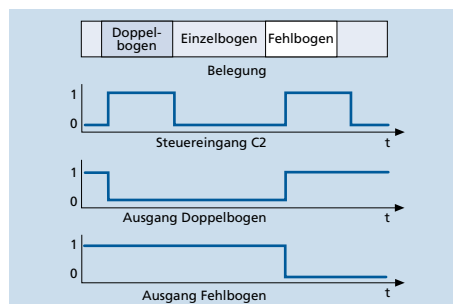 Doppel-
bogen
Einzelbogen
Fehlbogen
Belegung
1
0
Steuereingang C2
t
1
0
Ausgang Doppelbogen
t
1
0
Ausgang Fehlbogen
t